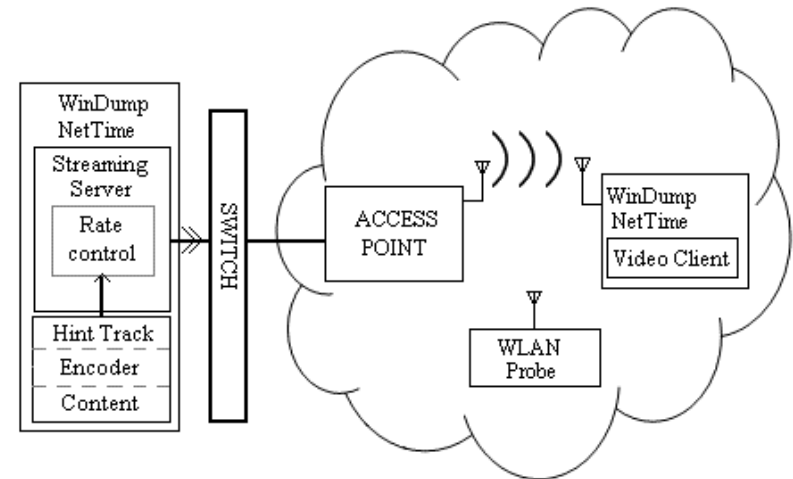 WinDump
NetTime
Streaming
Server
Rate
control
Hint Track
Encoder
Content
SWITCH
ACCESS
POINT
WinDump
NetTime
Video Client
WLAN
Probe